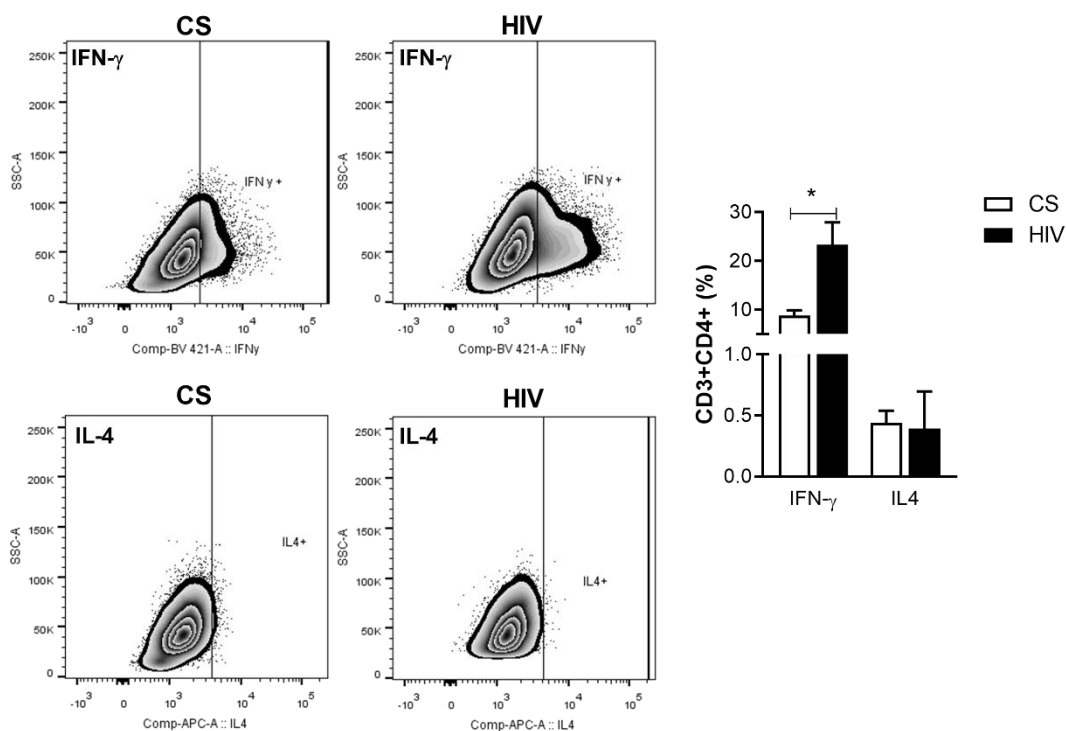 CS
HIV
IFN-γ
250K
200K
150K
100K
50K
0
SSC-A
IFN y +
-10³ 0 10³ 10⁴ 10⁵
Comp-BV 421-A :: IFNy
IFN-γ
250K
200K
150K
100K
50K
0
SSC-A
IFN y +
-10³ 0 10³ 10⁴ 10⁵
Comp-BV 421-A :: IFNy
CS
HIV
IL-4
250K
200K
150K
100K
50K
0
SSC-A
IL4+
-10³ 0 10³ 10⁴ 10⁵
Comp-APC-A :: IL4
IL-4
250K
200K
150K
100K
50K
0
SSC-A
IL4+
-10³ 0 10³ 10⁴ 10⁵
Comp-APC-A :: IL4
CS
HIV
*
CD3+CD4+ (%)
30
20
10
1.0
0.5
0.0
IFN-γ IL4